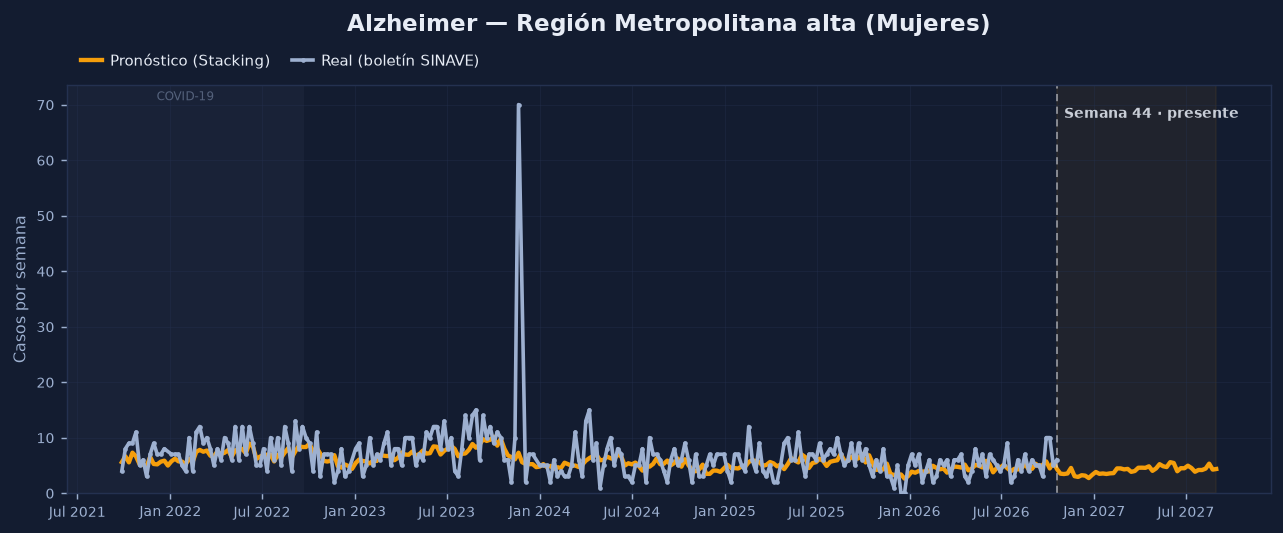 Alzheimer — Región Metropolitana alta (Mujeres)
Pronóstico (Stacking)
Real (boletín SINAVE)
COVID-19
Semana 44 · presente
Casos por semana
70
60
50
40
30
20
10
0
Jul 2021
Jan 2022
Jul 2022
Jan 2023
Jul 2023
Jan 2024
Jul 2024
Jan 2025
Jul 2025
Jan 2026
Jul 2026
Jan 2027
Jul 2027